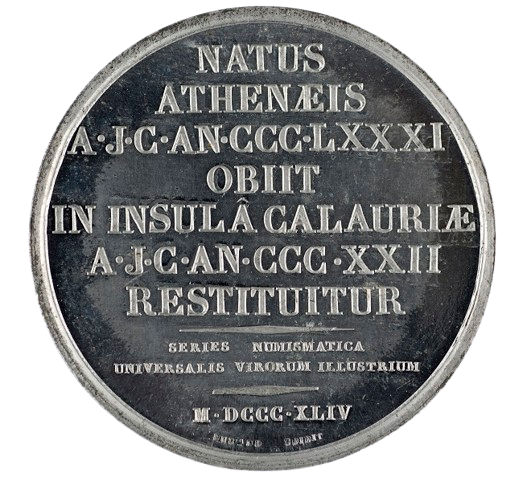 NATUS
ATHENÆIS
A·J·C·AN·CCC·LXXXI
OBIIT
IN INSULÂ CALAURIÆ
A·J·C·AN·CCC·XXII
RESTITUITUR
SERIES NUMISMATICA
UNIVERSALIS VIRORUM ILLUSTRIUM
M·DCCC·XLIV